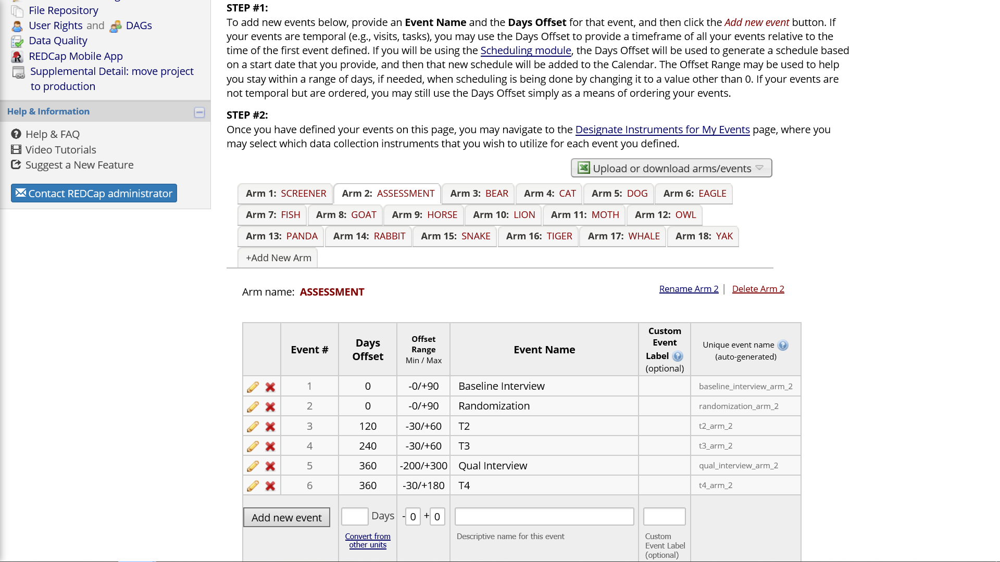 File Repository
User Rights and DAGs
Data Quality
REDCap Mobile App
Supplemental Detail: move project
to production
Help & Information
Help & FAQ
Video Tutorials
Suggest a New Feature
Contact REDCap administrator
STEP #1:
To add new events below, provide an Event Name and the Days Offset for that event, and then click the Add new event button. If
your events are temporal (e.g., visits, tasks), you may use the Days Offset to provide a timeframe of all your events relative to the
time of the first event defined. If you will be using the Scheduling module, the Days Offset will be used to generate a schedule based
on a start date that you provide, and then that new schedule will be added to the Calendar. The Offset Range may be used to help
you stay within a range of days, if needed, when scheduling is being done by changing it to a value other than 0. If your events are
not temporal but are ordered, you may still use the Days Offset simply as a means of ordering your events.
STEP #2:
Once you have defined your events on this page, you may navigate to the Designate Instruments for My Events page, where you
may select which data collection instruments that you wish to utilize for each event you defined.
Upload or download arms/events
Arm 1: SCREENER Arm 2: ASSESSMENT Arm 3: BEAR Arm 4: CAT Arm 5: DOG Arm 6: EAGLE
Arm 7: FISH Arm 8: GOAT Arm 9: HORSE Arm 10: LION Arm 11: MOTH Arm 12: OWL
Arm 13: PANDA Arm 14: RABBIT Arm 15: SNAKE Arm 16: TIGER Arm 17: WHALE Arm 18: YAK
+Add New Arm
Arm name: ASSESSMENT
Rename Arm 2 | Delete Arm 2
Event #
Days
Offset
Offset
Range
Min / Max
Event Name
Custom
Event
Label
(optional)
Unique event name
(auto-generated)
1 0 -0/+90 Baseline Interview baseline_interview_arm_2
2 0 -0/+90 Randomization randomization_arm_2
3 120 -30/+60 T2 t2_arm_2
4 240 -30/+60 T3 t3_arm_2
5 360 -200/+300 Qual Interview qual_interview_arm_2
6 360 -30/+180 T4 t4_arm_2
Add new event Days - 0 + 0
Convert from
other units
Descriptive name for this event
Custom
Event Label
(optional)